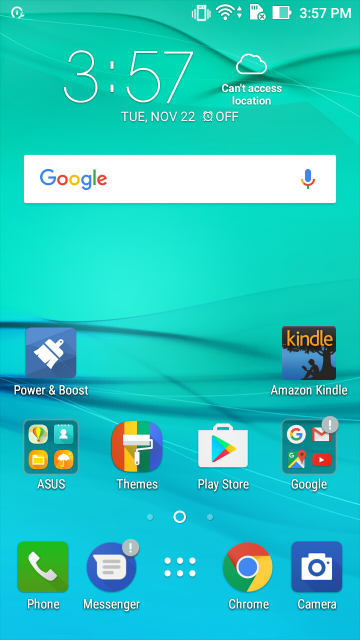 3:57 PM
3:57
Can't access
location
TUE, NOV 22 OFF
Google
kindle
Power & Boost
Amazon Kindle
ASUS
Themes
Play Store
Google
Phone
Messenger
Chrome
Camera